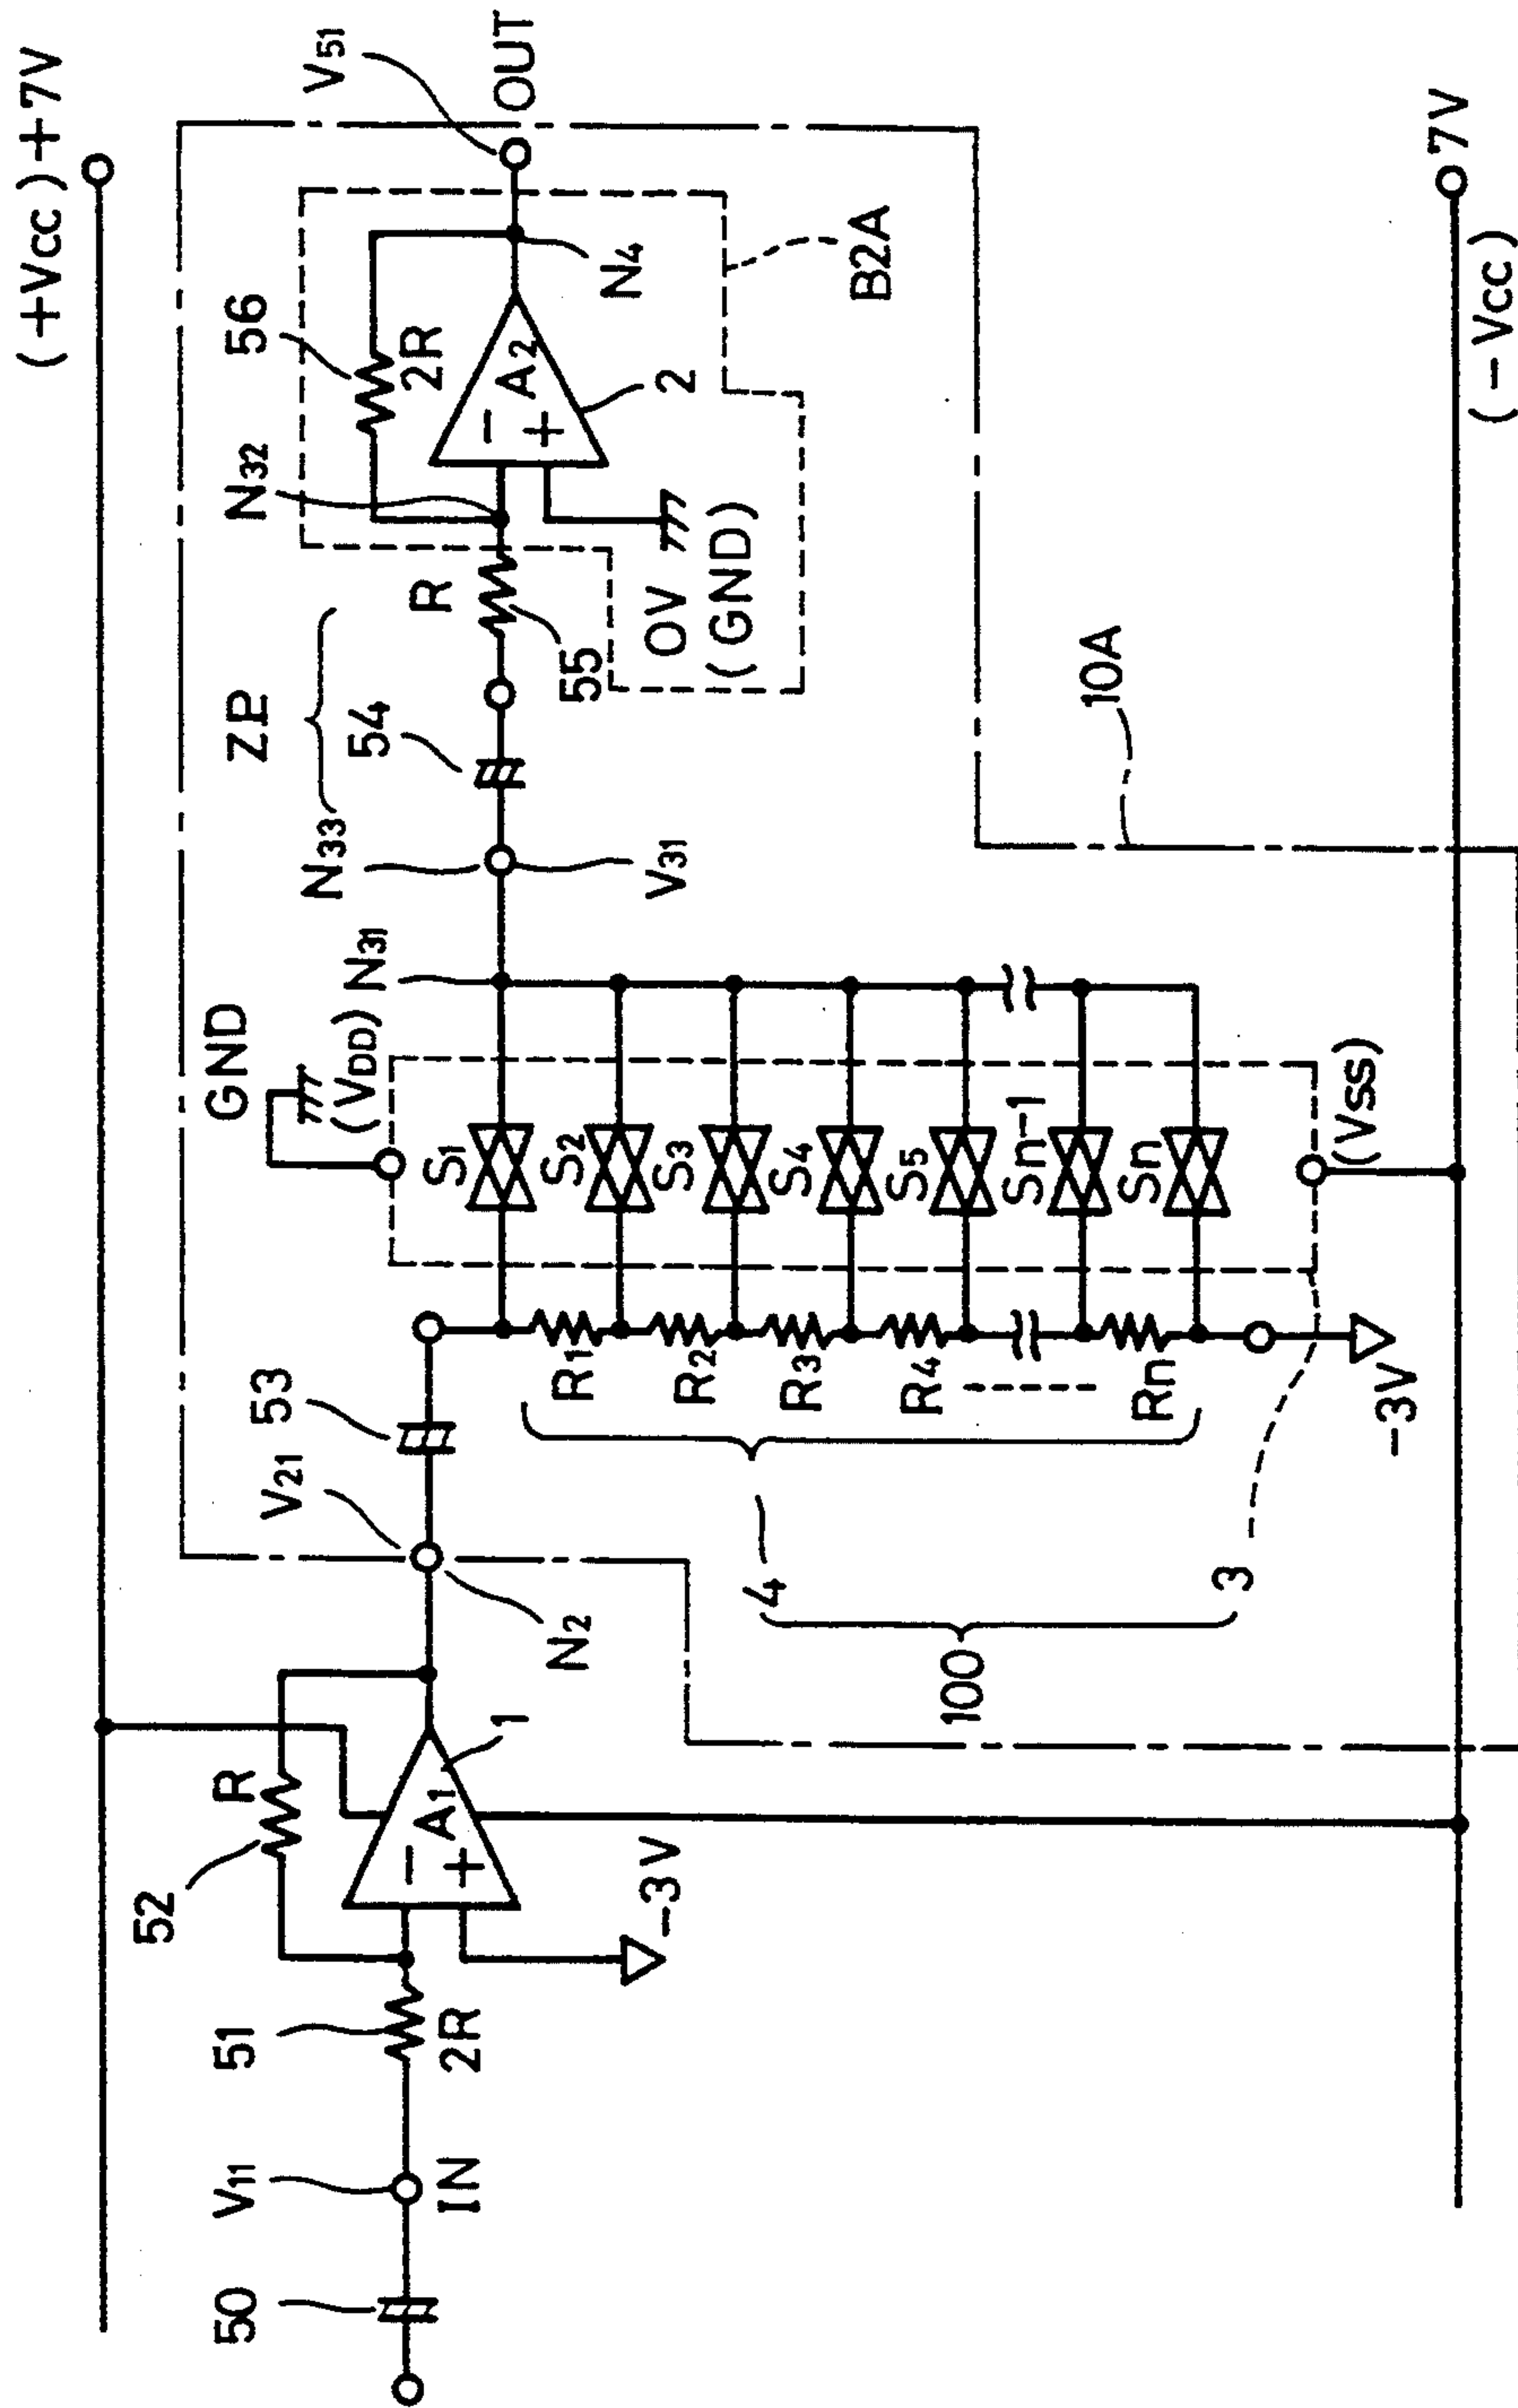 (+Vcc)+7V
V51
OUT
56
2R
A2
−
+
2
N4
B2A
N32
ZP
R
55
54
0V
(GND)
N33
V31
10A
N31
GND
(VDD)
S1
S2
S3
S4
S5
Sn-1
Sn
(Vss)
53
R1
R2
R3
R4
Rn
-3V
V21
N2
4
3
100
52
R
A1
−
+
1
-3V
51
2R
V11
IN
50
7V
(-Vcc)